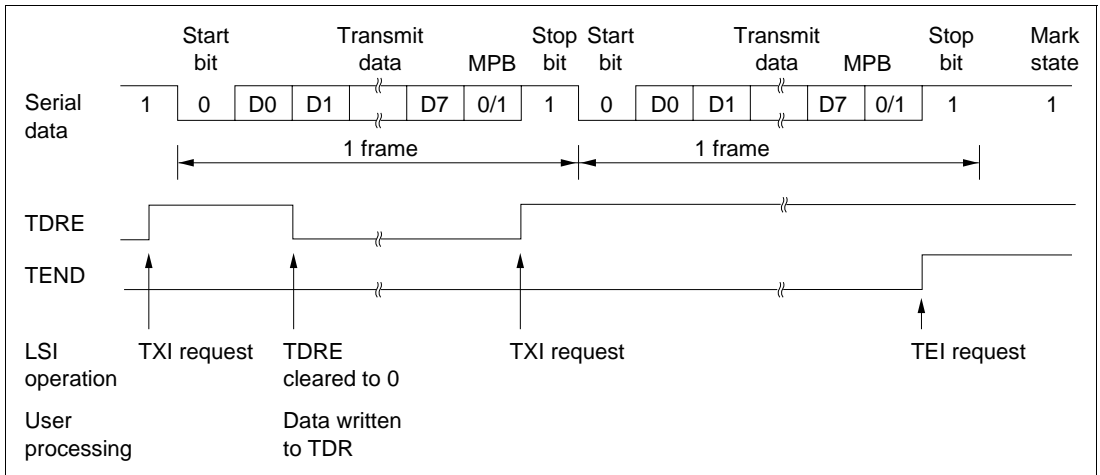 Start bit Transmit data MPB Stop bit Start bit Transmit data MPB Stop bit Mark state
Serial data 1 0 D0 D1 D7 0/1 1 0 D0 D1 D7 0/1 1 1
1 frame 1 frame
TDRE
TEND
LSI operation TXI request TDRE cleared to 0 TXI request TEI request
User processing Data written to TDR